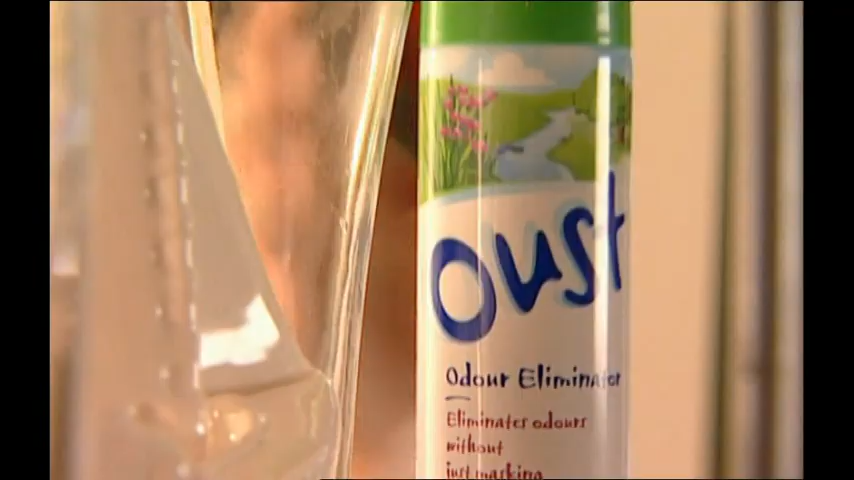 Oust
Odour Eliminator
Eliminates odours
without
just masking